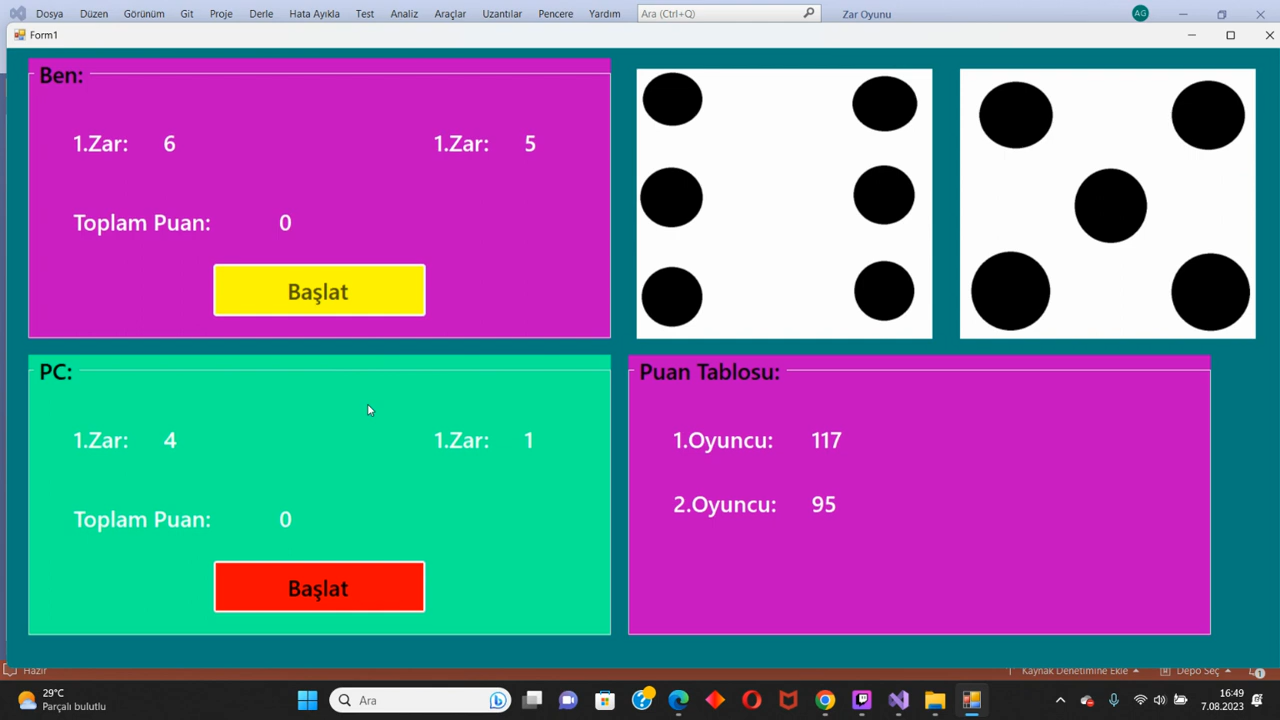 Dosya Düzen Görünüm Git Proje Derle Hata Ayıkla Test Analiz Araçlar Uzantılar Pencere Yardım Ara (Ctrl+Q) Zar Oyunu AG
Form1
Ben:
1.Zar: 6 1.Zar: 5
Toplam Puan: 0
Başlat
PC:
1.Zar: 4 1.Zar: 1
Toplam Puan: 0
Başlat
Puan Tablosu:
1.Oyuncu: 117
2.Oyuncu: 95
Hazır Kaynak Denetimine Ekle Depo Seç 1
29°C
Parçalı bulutlu
Ara
16:49
7.08.2023